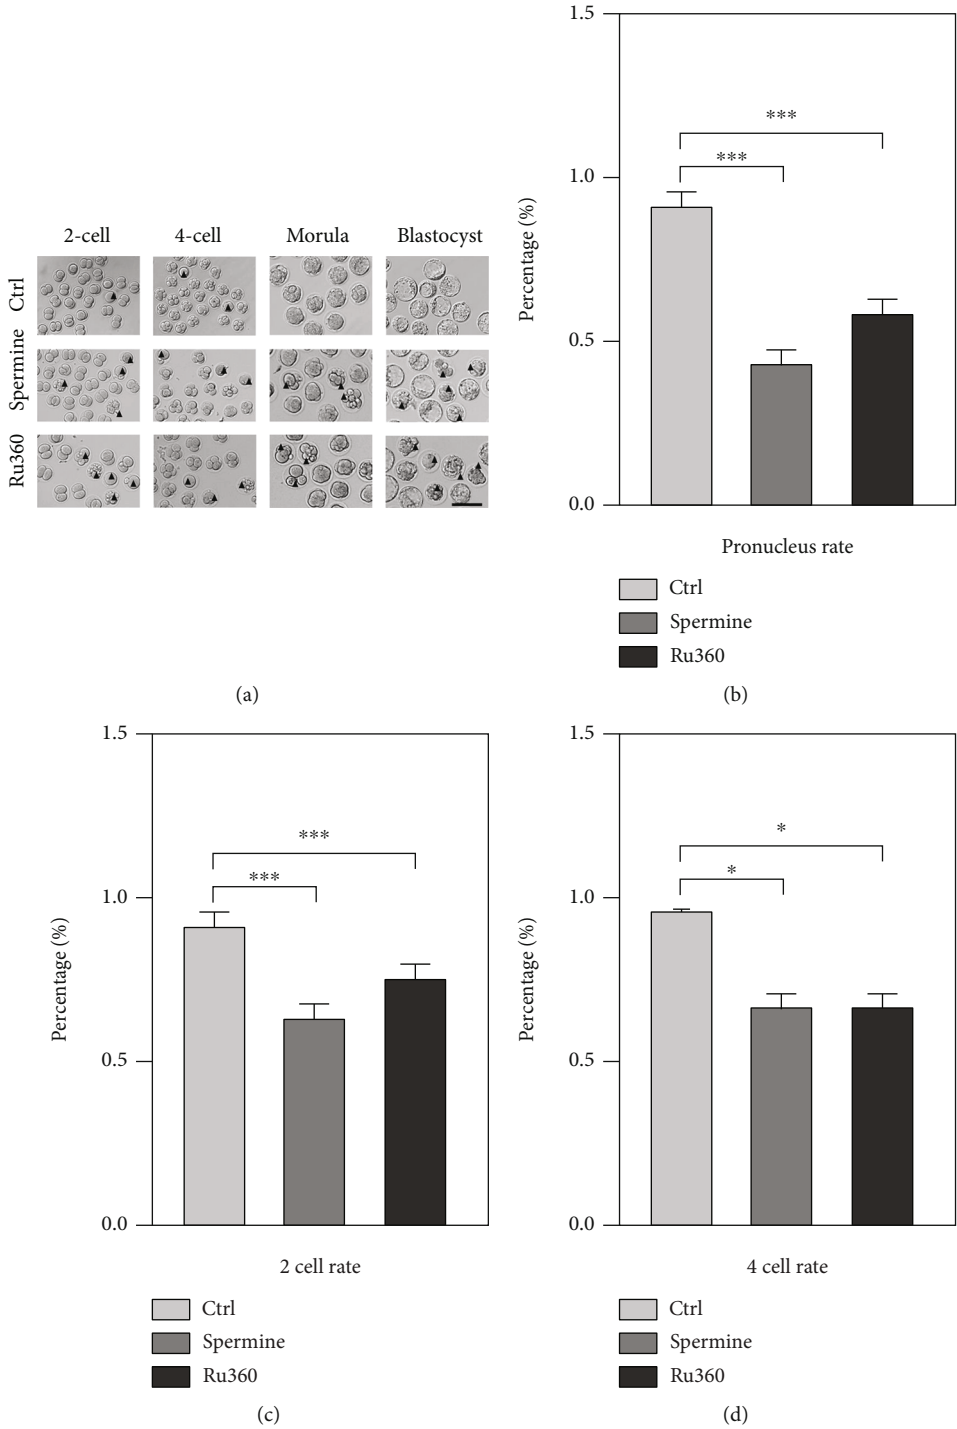 2-cell 4-cell Morula Blastocyst
Ctrl
Spermine
Ru360
(a)
1.5
1.0
0.5
0.0
Percentage (%)
***
***
Pronucleus rate
Ctrl
Spermine
Ru360
(b)
1.5
1.0
0.5
0.0
Percentage (%)
***
***
2 cell rate
Ctrl
Spermine
Ru360
(c)
1.5
1.0
0.5
0.0
Percentage (%)
*
*
4 cell rate
Ctrl
Spermine
Ru360
(d)